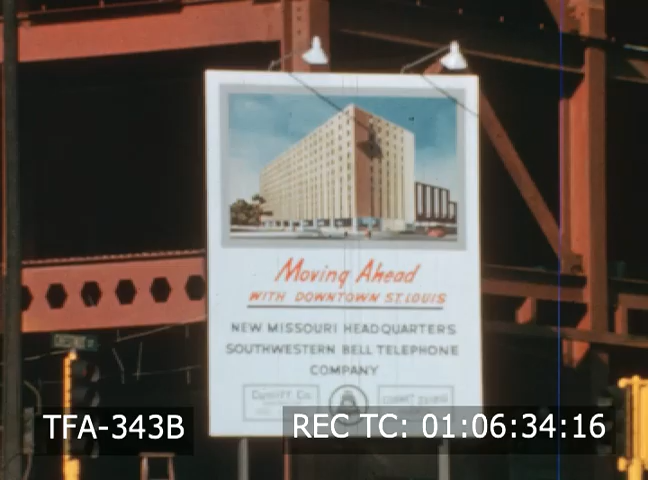 Moving Ahead
WITH DOWNTOWN ST. LOUIS
NEW MISSOURI HEADQUARTERS
SOUTHWESTERN BELL TELEPHONE
COMPANY
TFA-343B
REC TC: 01:06:34:16